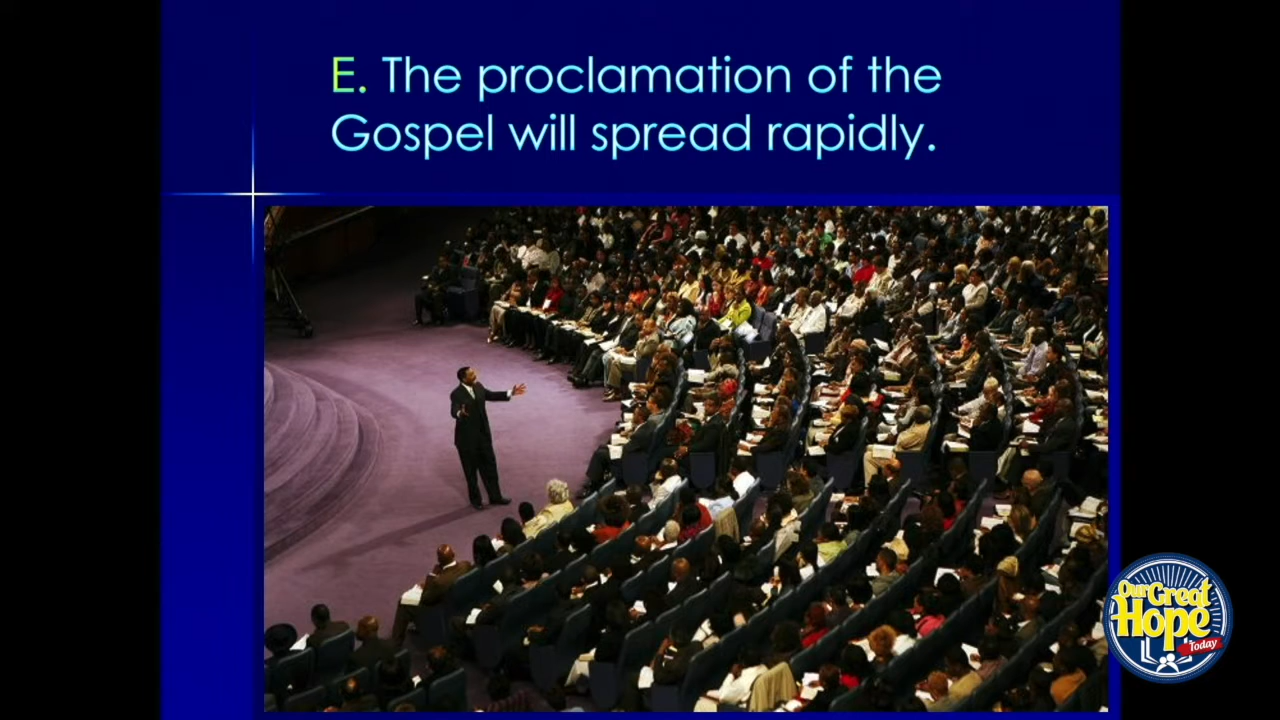 E. The proclamation of the
Gospel will spread rapidly.
Our Great
Hope
Today